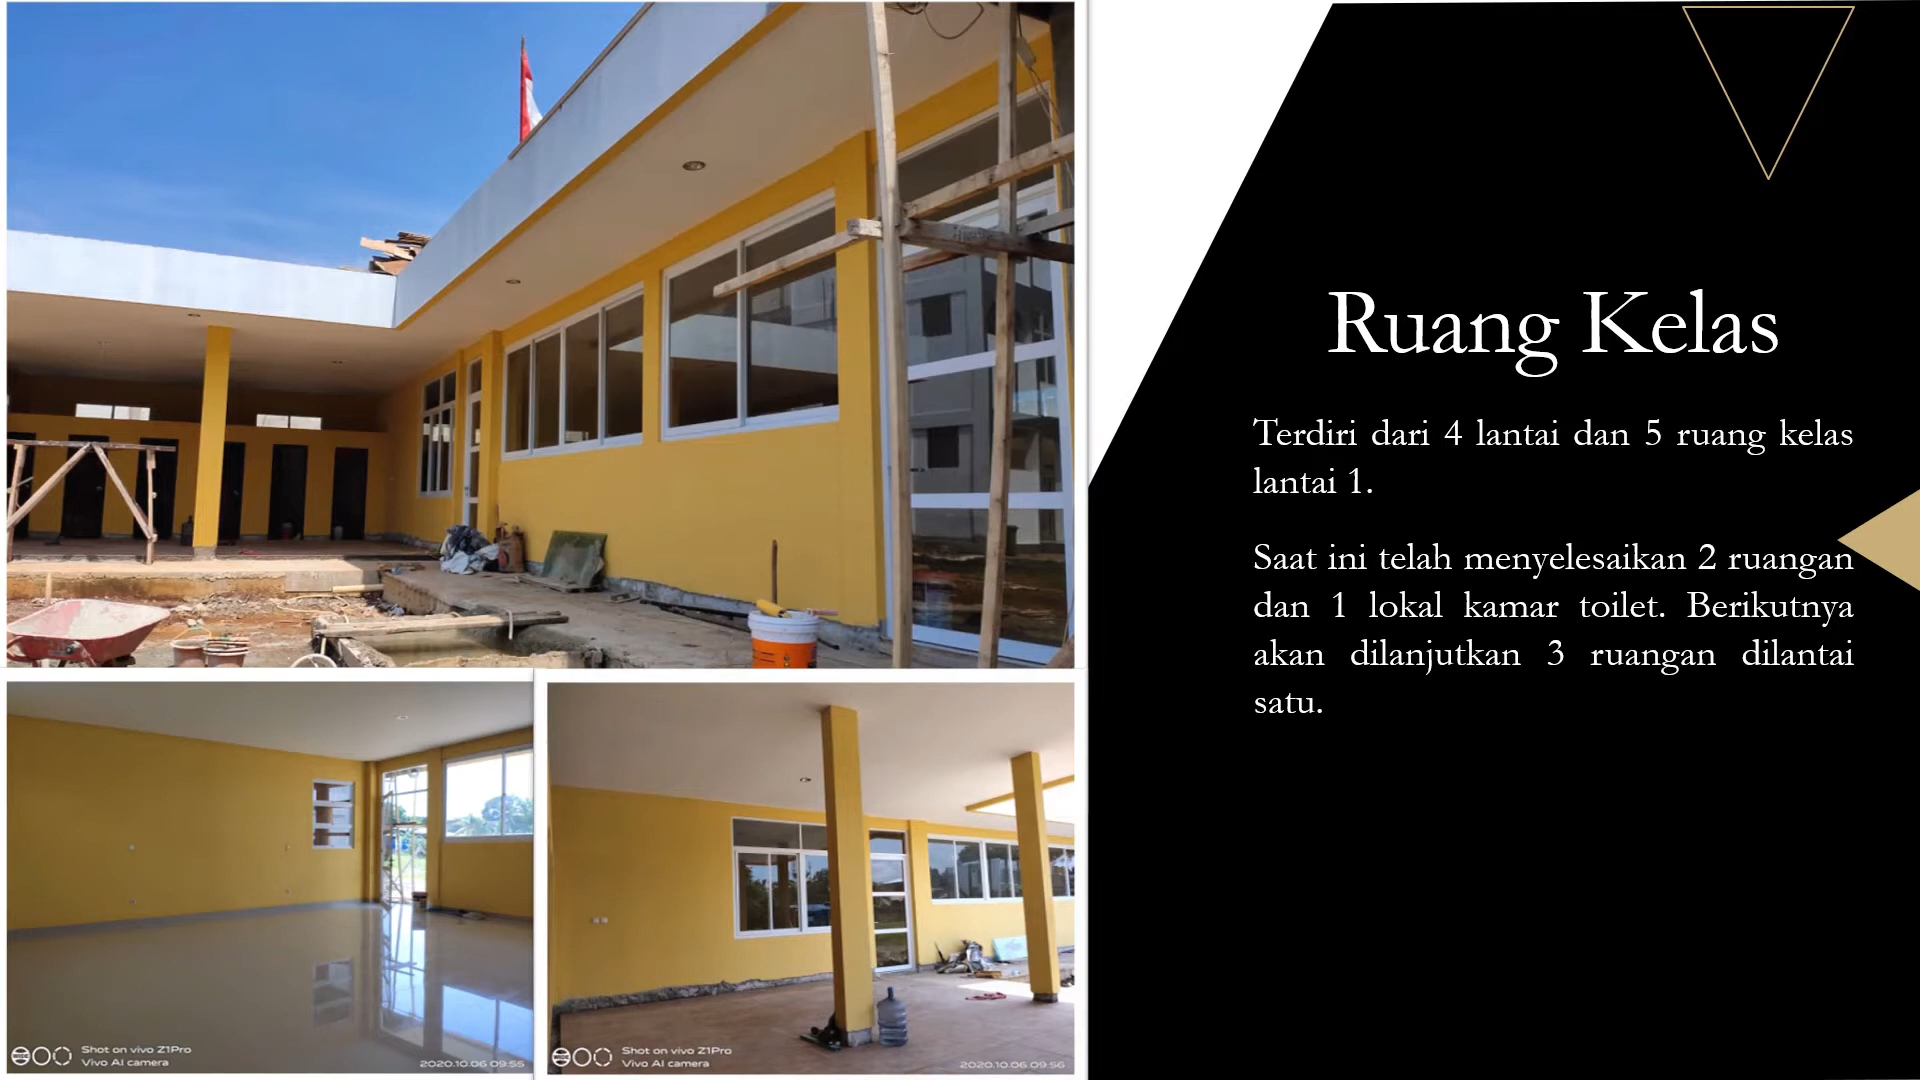 Ruang Kelas
Terdiri dari 4 lantai dan 5 ruang kelas
lantai 1.
Saat ini telah menyelesaikan 2 ruangan
dan 1 lokal kamar toilet. Berikutnya
akan dilanjutkan 3 ruangan dilantai
satu.
Shot on vivo Z1Pro
Vivo AI camera
2020.10.06 09:55
Shot on vivo Z1Pro
Vivo AI camera
2020.10.06 09:56